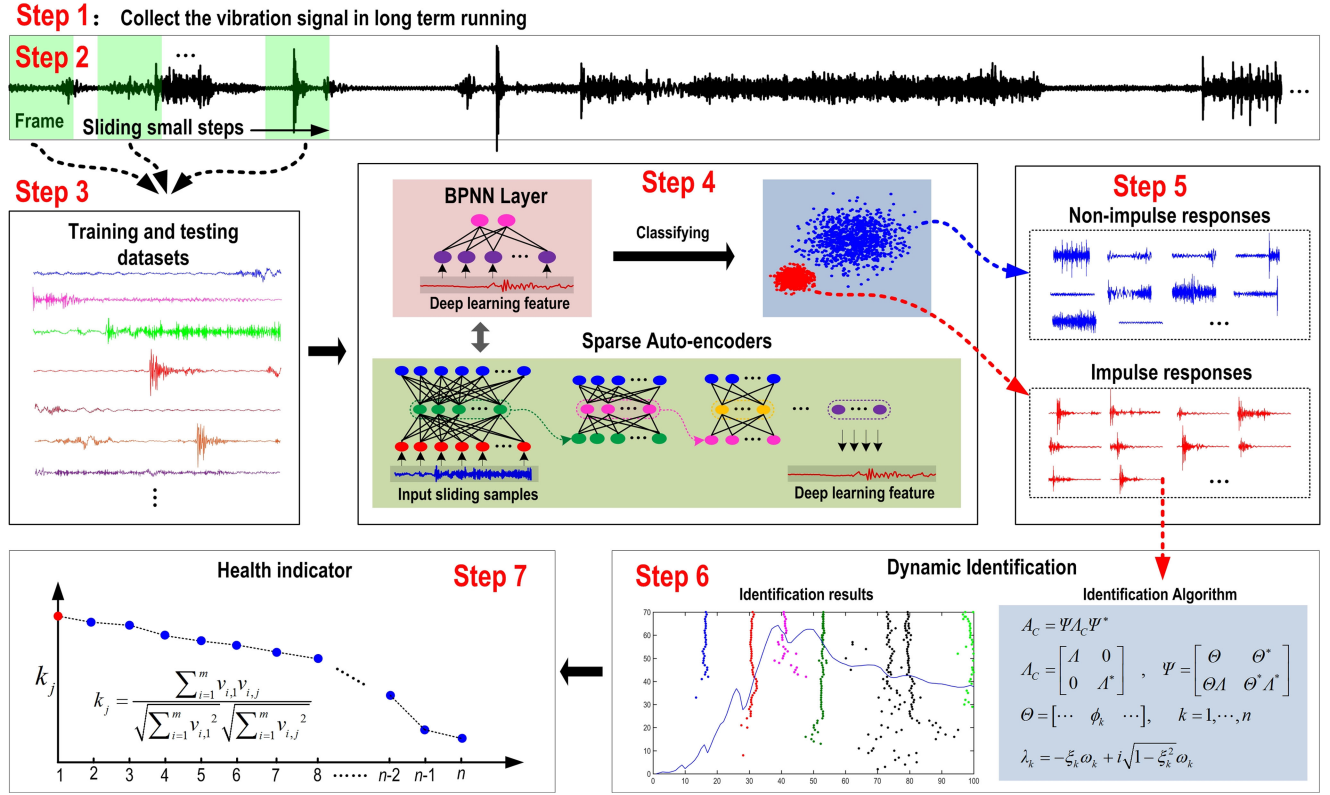 Step 1： Collect the vibration signal in long term running
Step 2
...
Frame
Sliding small steps
...
Step 3
Training and testing
datasets
...
Step 4
BPNN Layer
...
Deep learning feature
Classifying
Sparse Auto-encoders
... ... ...
... ... ... ... ...
... ... ...
Input sliding samples
Deep learning feature
Step 5
Non-impulse responses
...
Impulse responses
...
Step 6
Dynamic Identification
Identification results
70
60
50
40
30
20
10
0
0 10 20 30 40 50 60 70 80 90 100
Identification Algorithm
A_C = ΨΛ_CΨ*
Λ_C = [Λ 0; 0 Λ*] , Ψ = [Θ Θ*; ΘΛ Θ*Λ*]
Θ = [⋯ ϕ_k ⋯], k = 1,⋯,n
λ_k = −ξ_k ω_k + i√(1−ξ_k²) ω_k
Step 7
Health indicator
k_j
k_j = ∑_{i=1}^m v_{i,1} v_{i,j} / (√(∑_{i=1}^m v_{i,1}²) √(∑_{i=1}^m v_{i,j}²))
1 2 3 4 5 6 7 8 ...... n-2 n-1 n